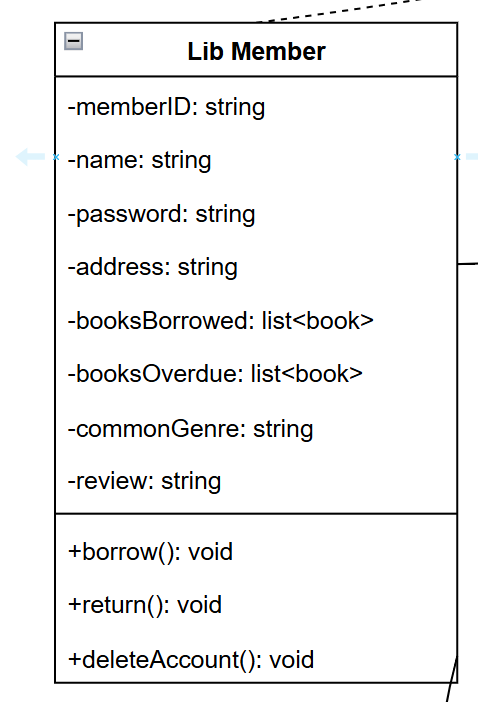 Lib Member
-memberID: string
-name: string
-password: string
-address: string
-booksBorrowed: list<book>
-booksOverdue: list<book>
-commonGenre: string
-review: string
+borrow(): void
+return(): void
+deleteAccount(): void